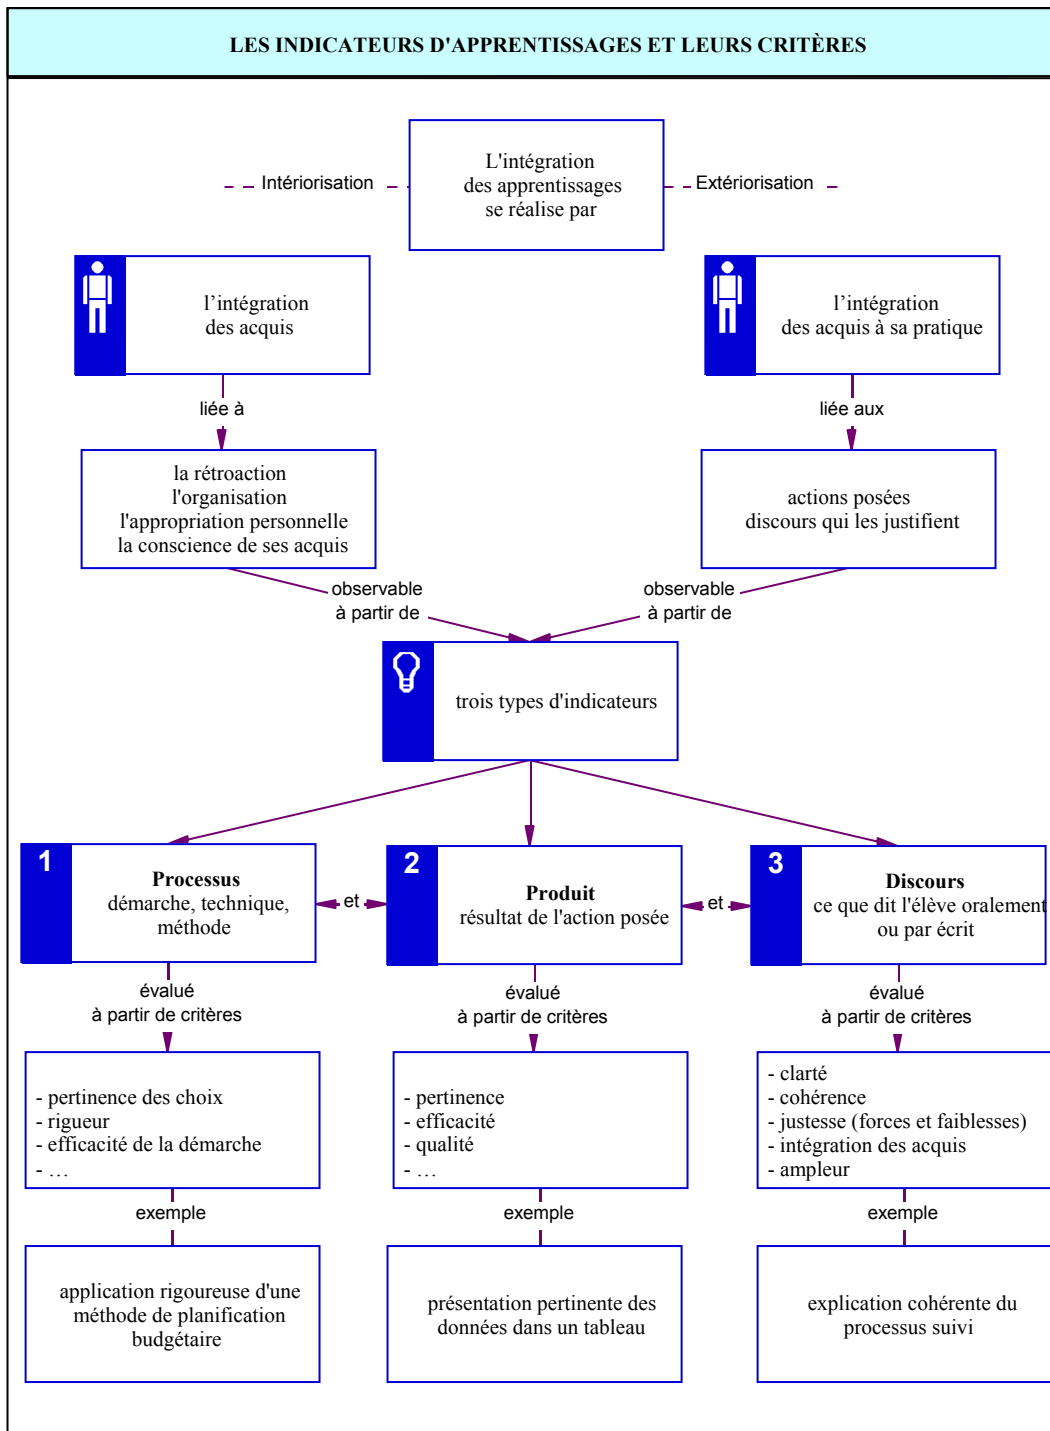 LES INDICATEURS D'APPRENTISSAGES ET LEURS CRITÈRES
L'intégration
des apprentissages
se réalise par
Intériorisation
Extériorisation
l’intégration
des acquis
l’intégration
des acquis à sa pratique
liée à
liée aux
la rétroaction
l'organisation
l'appropriation personnelle
la conscience de ses acquis
actions posées
discours qui les justifient
observable
à partir de
observable
à partir de
trois types d'indicateurs
1
Processus
démarche, technique,
méthode
et
2
Produit
résultat de l'action posée
et
3
Discours
ce que dit l'élève oralement
ou par écrit
évalué
à partir de critères
évalué
à partir de critères
évalué
à partir de critères
- pertinence des choix
- rigueur
- efficacité de la démarche
- …
- pertinence
- efficacité
- qualité
- …
- clarté
- cohérence
- justesse (forces et faiblesses)
- intégration des acquis
- ampleur
exemple
exemple
exemple
application rigoureuse d'une
méthode de planification
budgétaire
présentation pertinente des
données dans un tableau
explication cohérente du
processus suivi